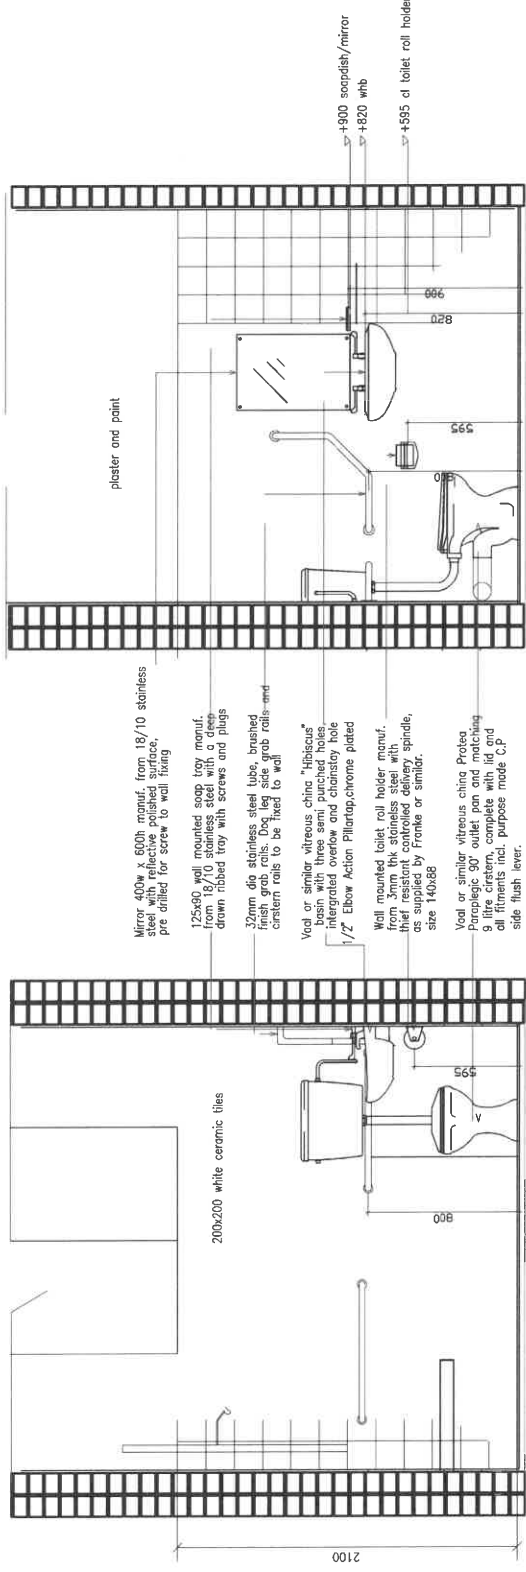 +900 soapdish/mirror
+820 whb
+595 cl toilet roll holder
plaster and paint
900
820
595
800
Mirror 400w x 600h manuf. from 18/10 stainless
steel with reflective polished surface,
pre drilled for screw to wall fixing
125x90 wall mounted soap tray manuf.
from 18/10 stainless steel with a deep
drawn ribbed tray with screws and plugs
32mm dia stainless steel tube, brushed
finish grab rails. Dog leg side grab rails and
cirstern rails to be fixed to wall
Vaal or similar vitreous china "Hibiscus"
basin with three semi punched holes,
intergrated overlow and chainstay hole
1/2" Elbow Action Pillartap,chrome plated
Wall mounted toilet roll holder manuf.
from 3mm thk stainless steel with
thief resistant controlled delivery spindle,
as supplied by Franke or similar.
size 140x88
Vaal or similar vitreous china Protea
Paraplegic 90° outlet pan and matching
9 litre cirstern, complete with lid and
all fitments incl. purpose made C.P.
side flush lever.
200x200 white ceramic tiles
595
800
2100